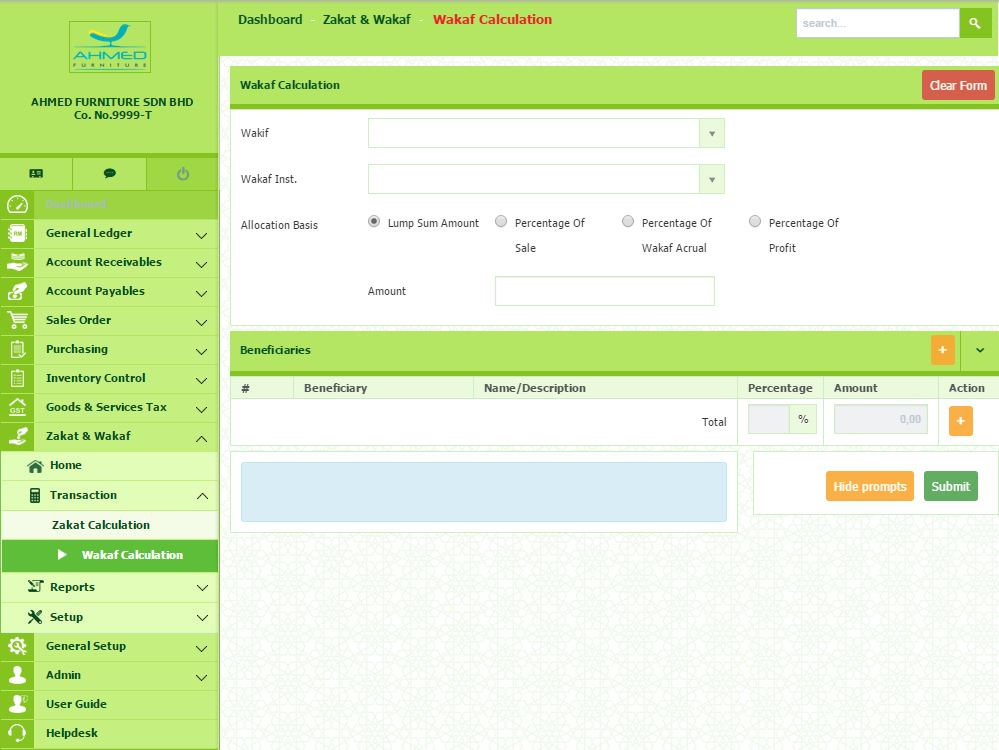 Dashboard - Zakat & Wakaf - Wakaf Calculation
search...
AHMED
FURNITURE
AHMED FURNITURE SDN BHD
Co. No.9999-T
Dashboard
RM General Ledger
Account Receivables
Account Payables
Sales Order
Purchasing
Inventory Control
GST Goods & Services Tax
Zakat & Wakaf
Home
Transaction
Zakat Calculation
Wakaf Calculation
Reports
Setup
General Setup
Admin
User Guide
Helpdesk
Wakaf Calculation Clear Form
Wakif
Wakaf Inst.
Allocation Basis Lump Sum Amount Percentage Of Percentage Of Percentage Of
Sale Wakaf Acrual Profit
Amount
Beneficiaries +
# Beneficiary Name/Description Percentage Amount Action
Total % 0,00 +
Hide prompts Submit